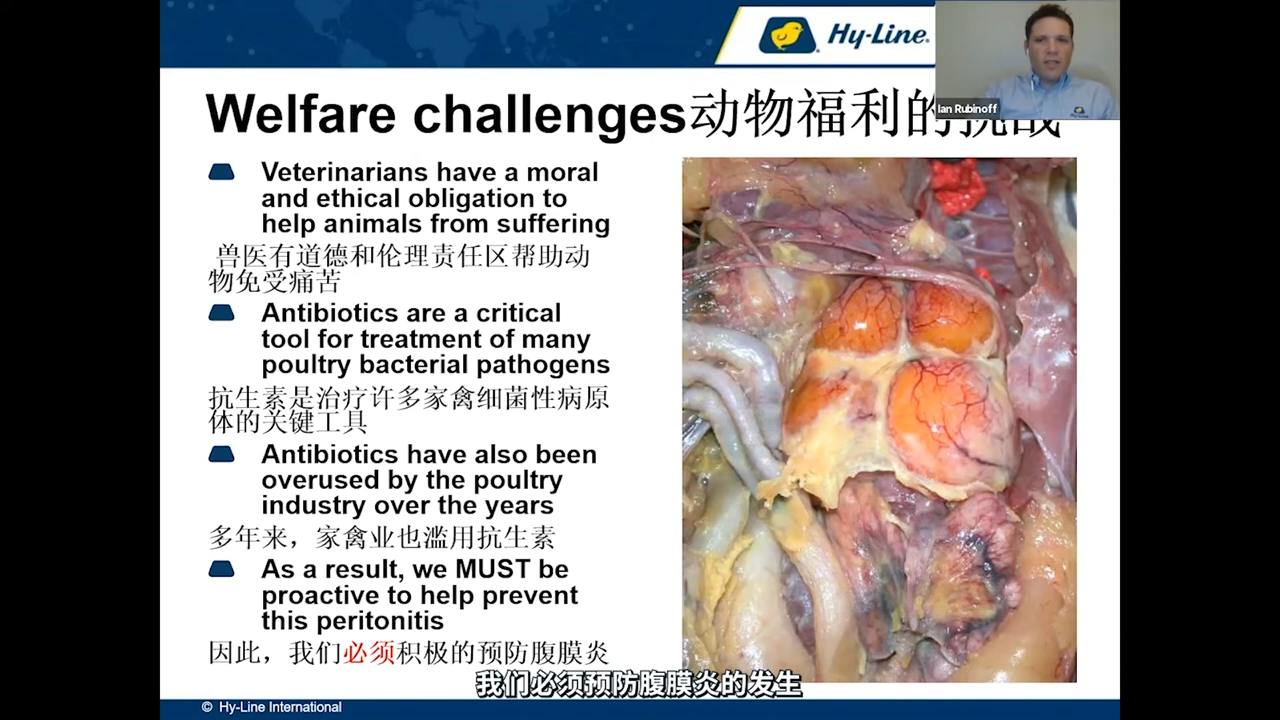 Hy-Line
Ian Rubinoff
Welfare challenges动物福利的挑战
Veterinarians have a moral
and ethical obligation to
help animals from suffering
兽医有道德和伦理责任区帮助动
物免受痛苦
Antibiotics are a critical
tool for treatment of many
poultry bacterial pathogens
抗生素是治疗许多家禽细菌性病原
体的关键工具
Antibiotics have also been
overused by the poultry
industry over the years
多年来，家禽业也滥用抗生素
As a result, we MUST be
proactive to help prevent
this peritonitis
因此，我们必须积极的预防腹膜炎
我们必须预防腹膜炎的发生
© Hy-Line International